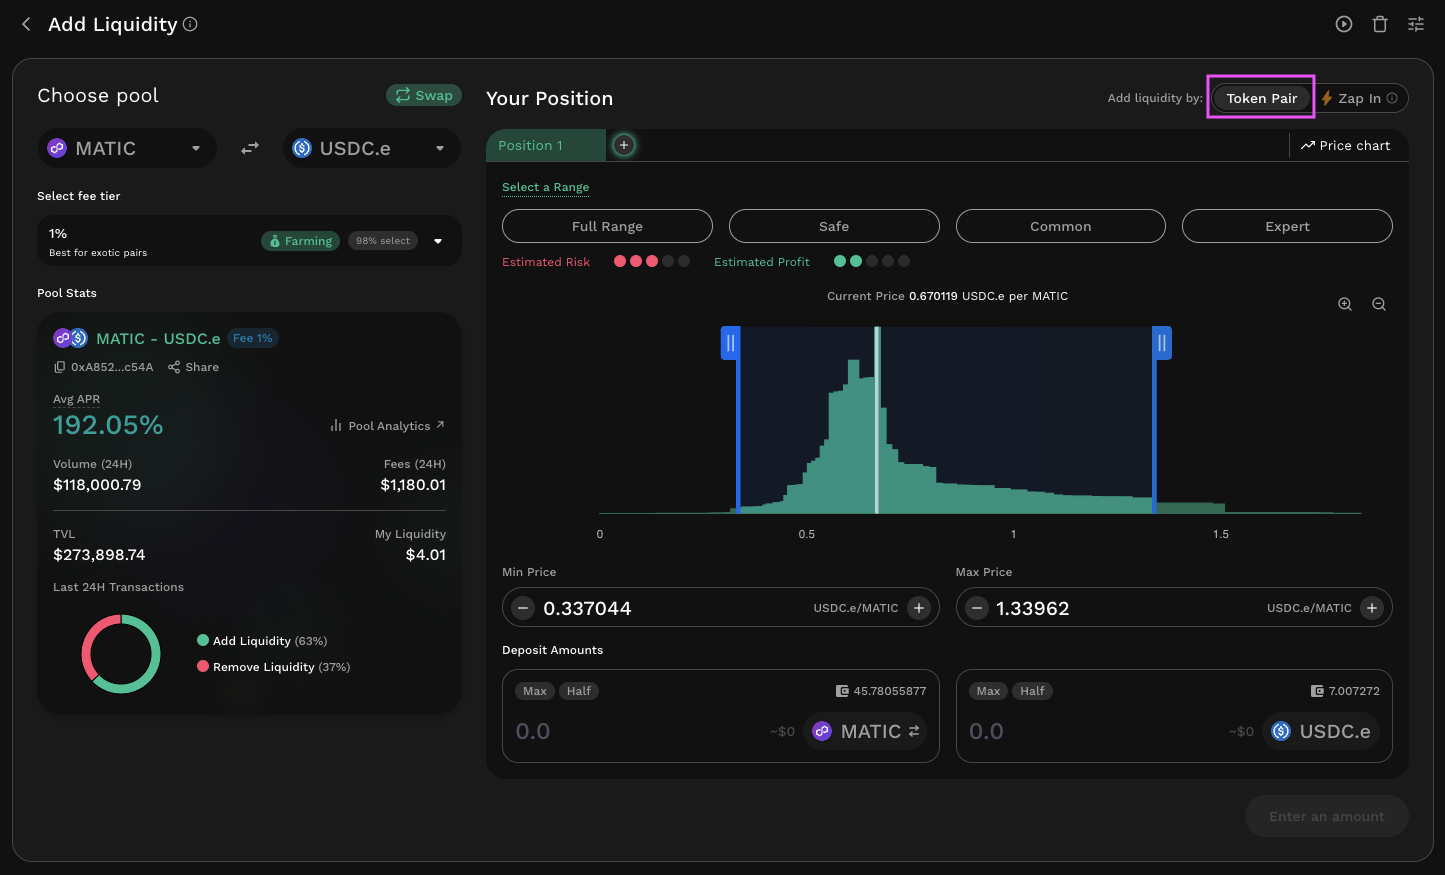 Add Liquidity
Choose pool
Swap
MATIC
USDC.e
Select fee tier
1%
Best for exotic pairs
Farming
98% select
Pool Stats
MATIC - USDC.e
Fee 1%
0xA852...c54A
Share
Avg APR
192.05%
Pool Analytics
Volume (24H)
Fees (24H)
$118,000.79
$1,180.01
TVL
My Liquidity
$273,898.74
$4.01
Last 24H Transactions
Add Liquidity (63%)
Remove Liquidity (37%)
Your Position
Add liquidity by:
Token Pair
Zap In
Position 1
Price chart
Select a Range
Full Range
Safe
Common
Expert
Estimated Risk
Estimated Profit
Current Price 0.670119 USDC.e per MATIC
0
0.5
1
1.5
Min Price
0.337044
USDC.e/MATIC
Max Price
1.33962
USDC.e/MATIC
Deposit Amounts
Max
Half
45.78055877
0.0
~$0
MATIC
Max
Half
7.007272
0.0
~$0
USDC.e
Enter an amount